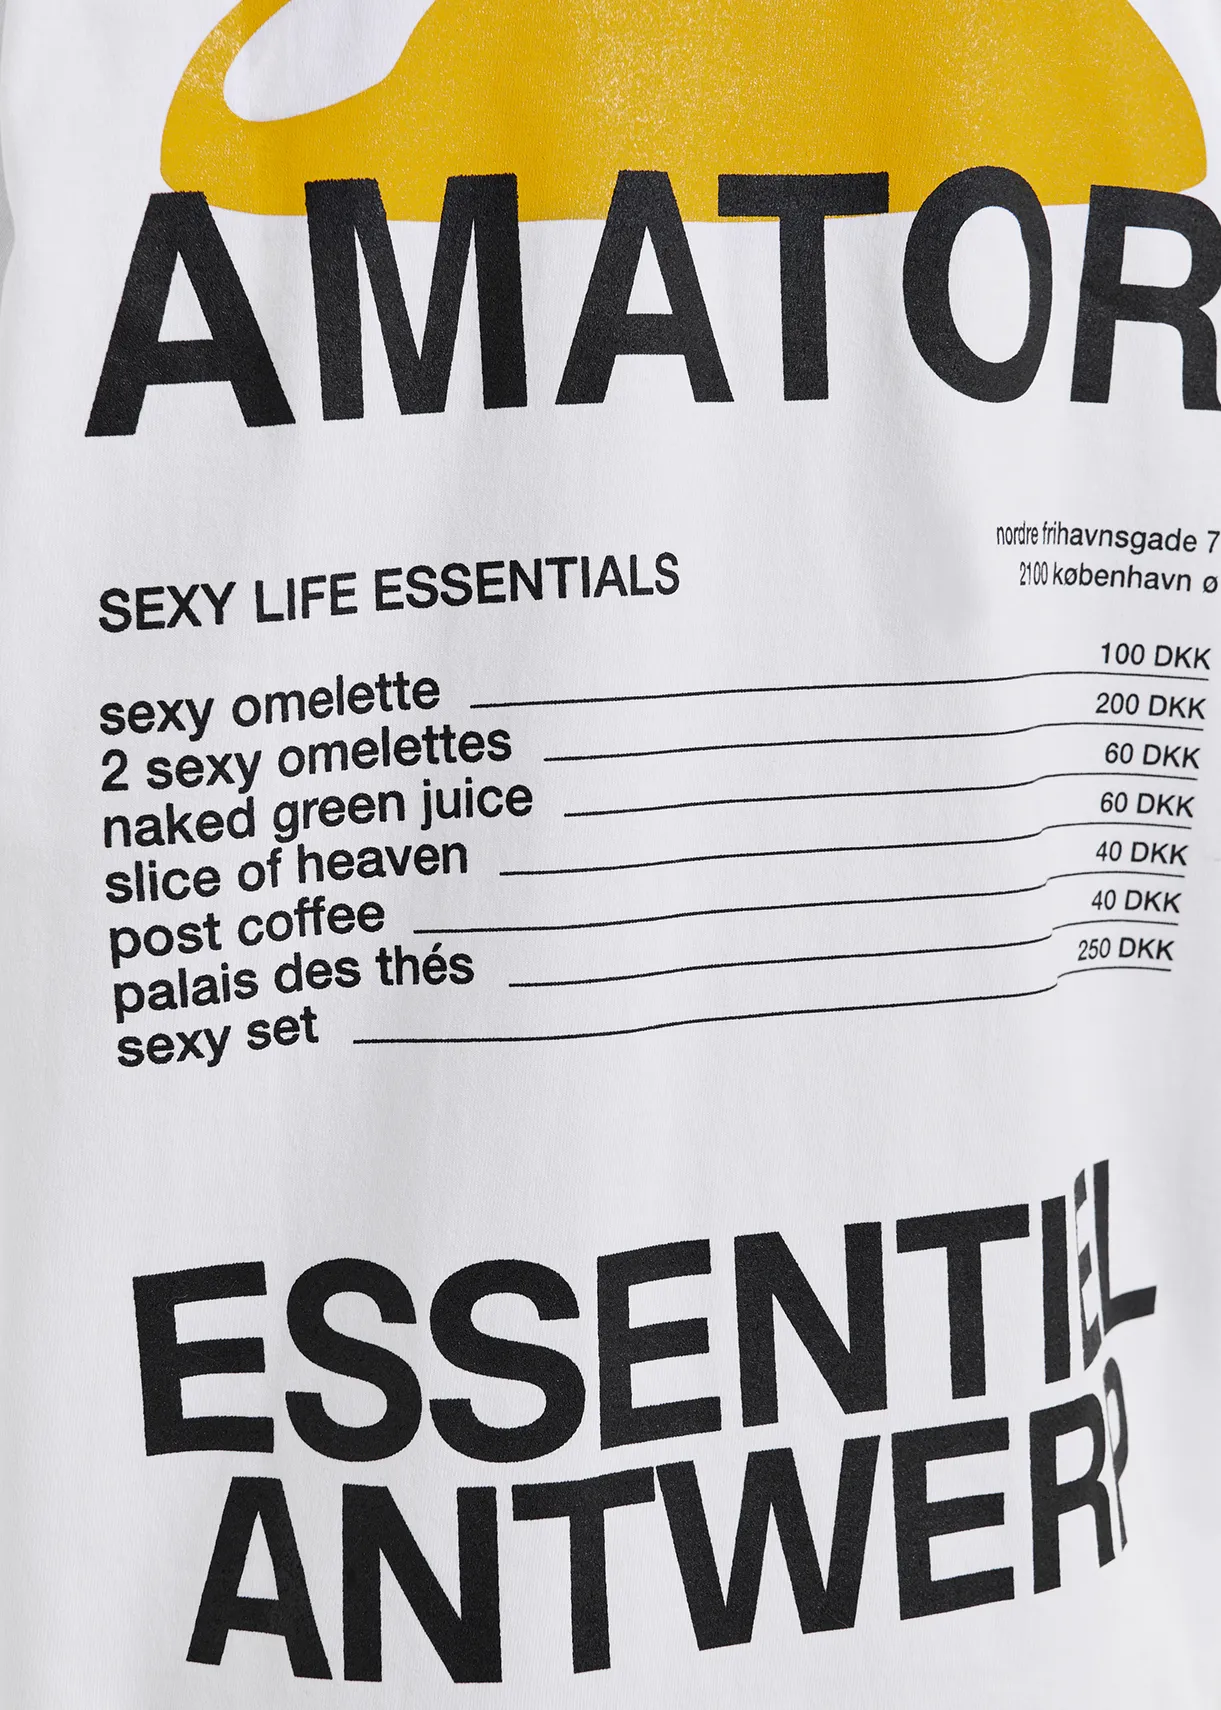 AMATOR
nordre frihavnsgade 7
2100 københavn ø
SEXY LIFE ESSENTIALS
sexy omelette 100 DKK
2 sexy omelettes 200 DKK
naked green juice 60 DKK
slice of heaven 60 DKK
post coffee 40 DKK
palais des thés 40 DKK
sexy set 250 DKK
ESSENTIEL
ANTWERP